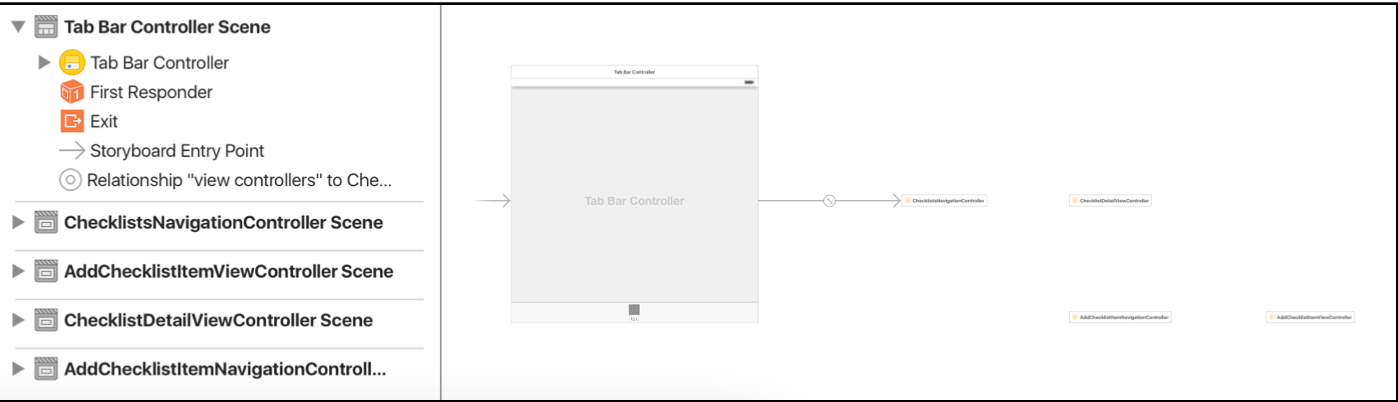 Tab Bar Controller Scene
Tab Bar Controller
First Responder
Exit
Storyboard Entry Point
Relationship "view controllers" to Che...
ChecklistsNavigationController Scene
AddChecklistItemViewController Scene
ChecklistDetailViewController Scene
AddChecklistItemNavigationControll...
Tab Bar Controller
Tab Bar Controller
ChecklistsNavigationController
ChecklistDetailViewController
AddChecklistItemNavigationController
AddChecklistItemViewController